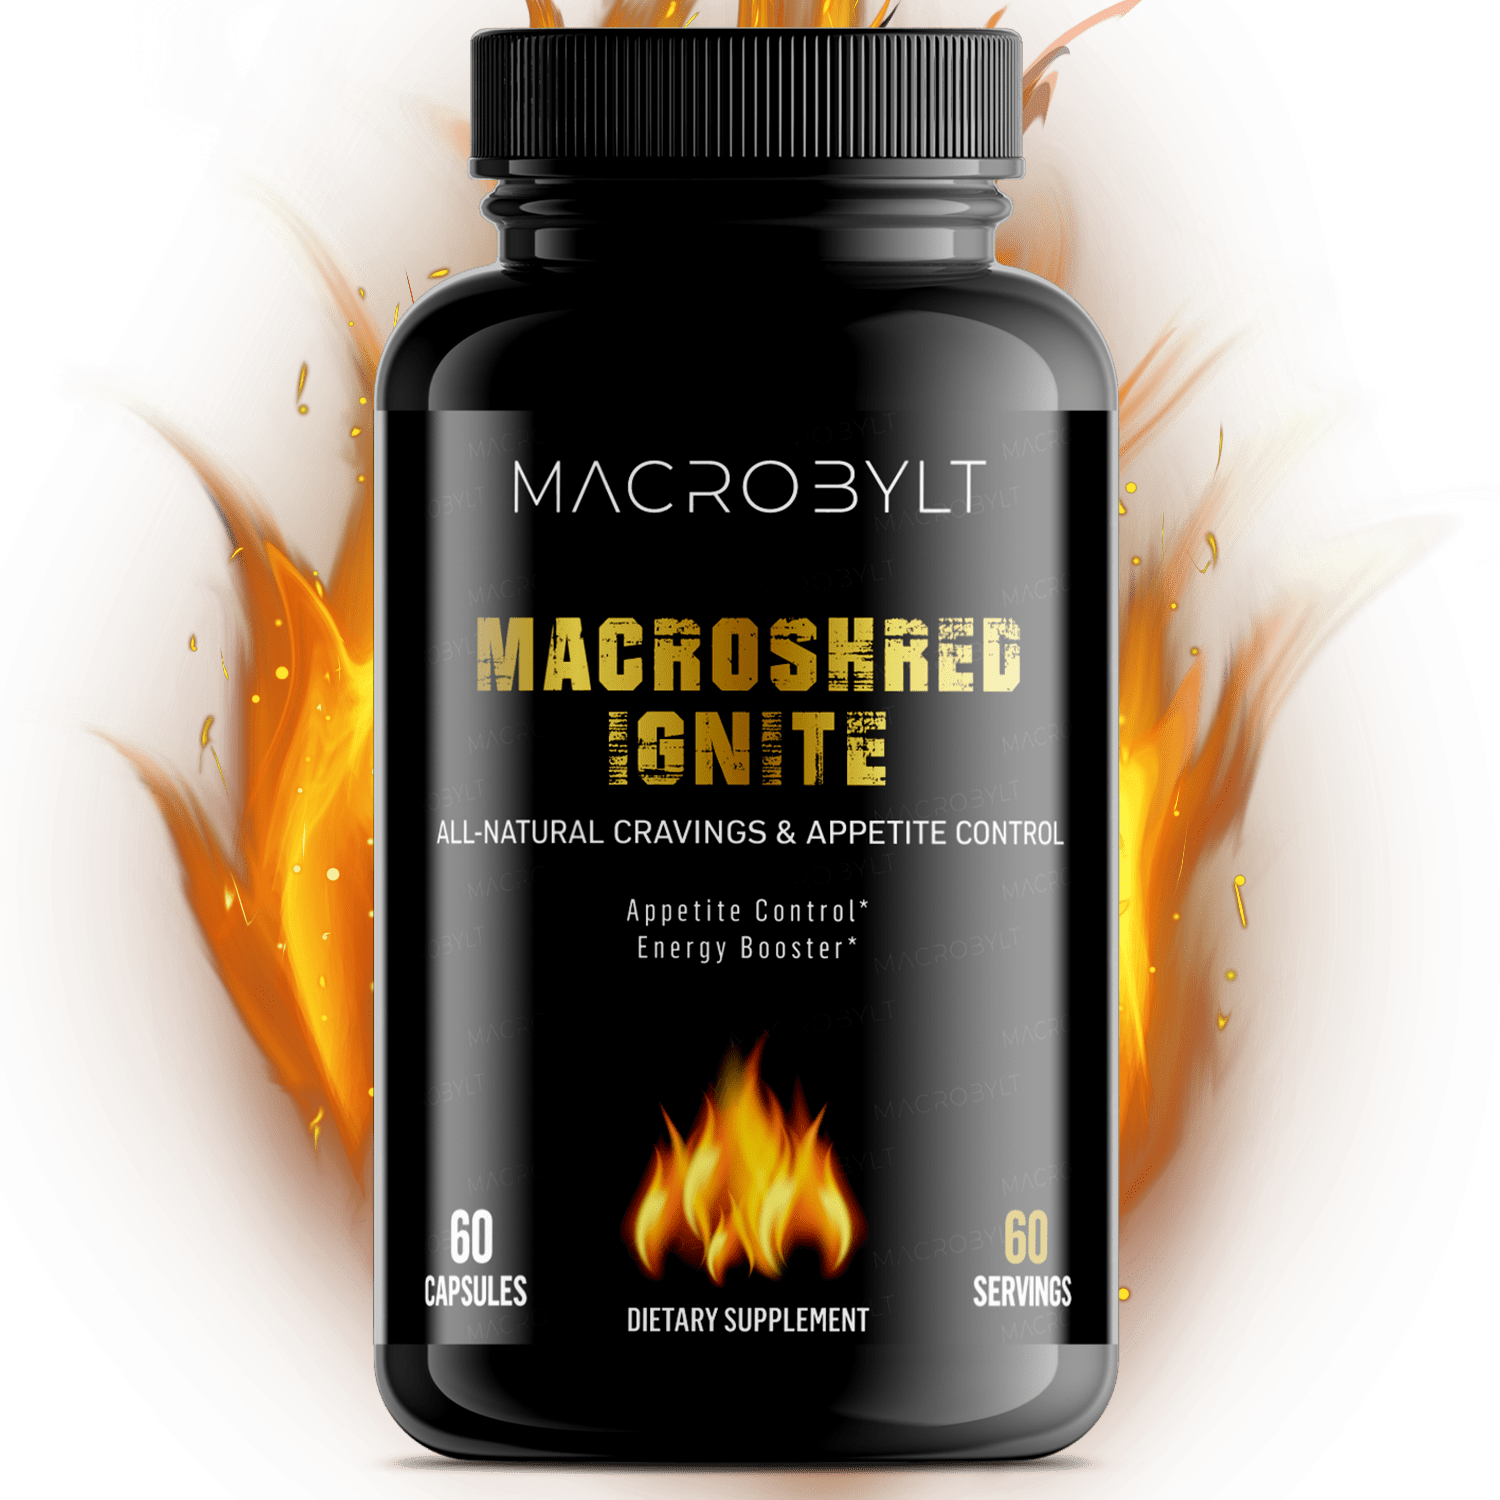 MACROBYLT
MACROSHRED
IGNITE
ALL-NATURAL CRAVINGS & APPETITE CONTROL
Appetite Control*
Energy Booster*
60
CAPSULES
60
SERVINGS
DIETARY SUPPLEMENT